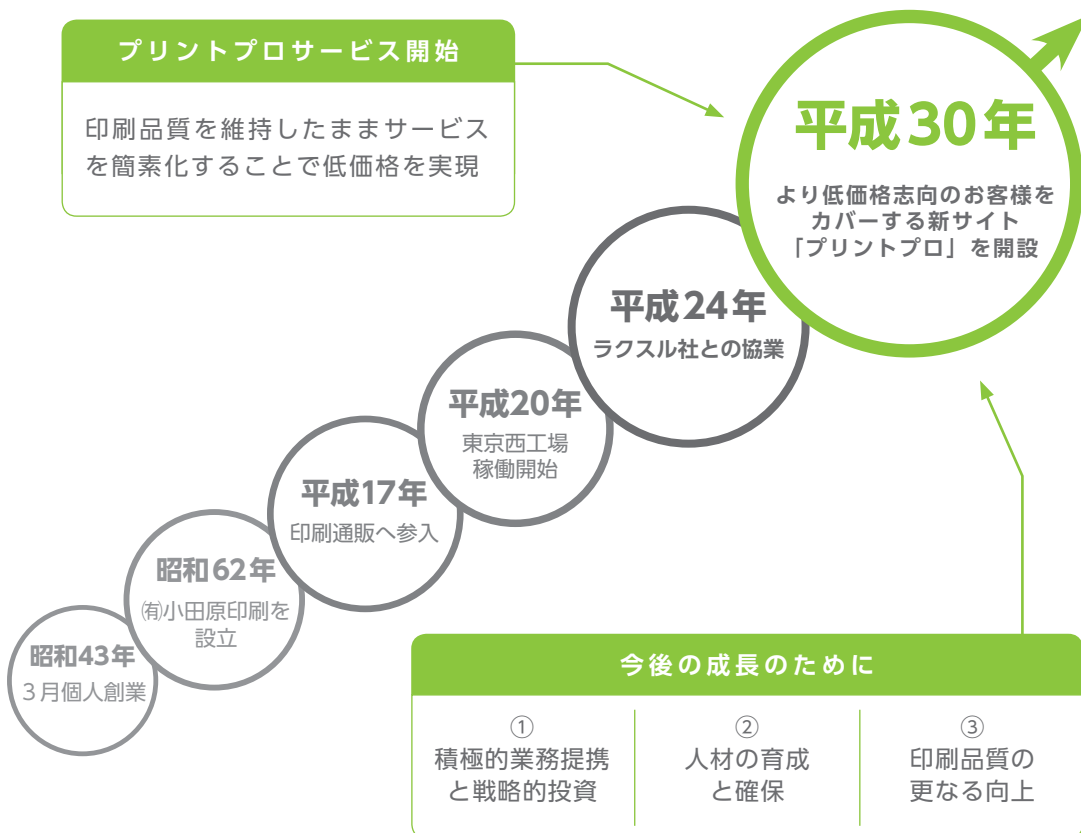 プリントプロサービス開始
印刷品質を維持したままサービス
を簡素化することで低価格を実現
平成30年
より低価格志向のお客様を
カバーする新サイト
「プリントプロ」を開設
平成24年
ラクスル社との協業
平成20年
東京西工場
稼働開始
平成17年
印刷通販へ参入
昭和62年
㈲小田原印刷を
設立
昭和43年
3月個人創業
今後の成長のために
①
積極的業務提携
と戦略的投資
②
人材の育成
と確保
③
印刷品質の
更なる向上